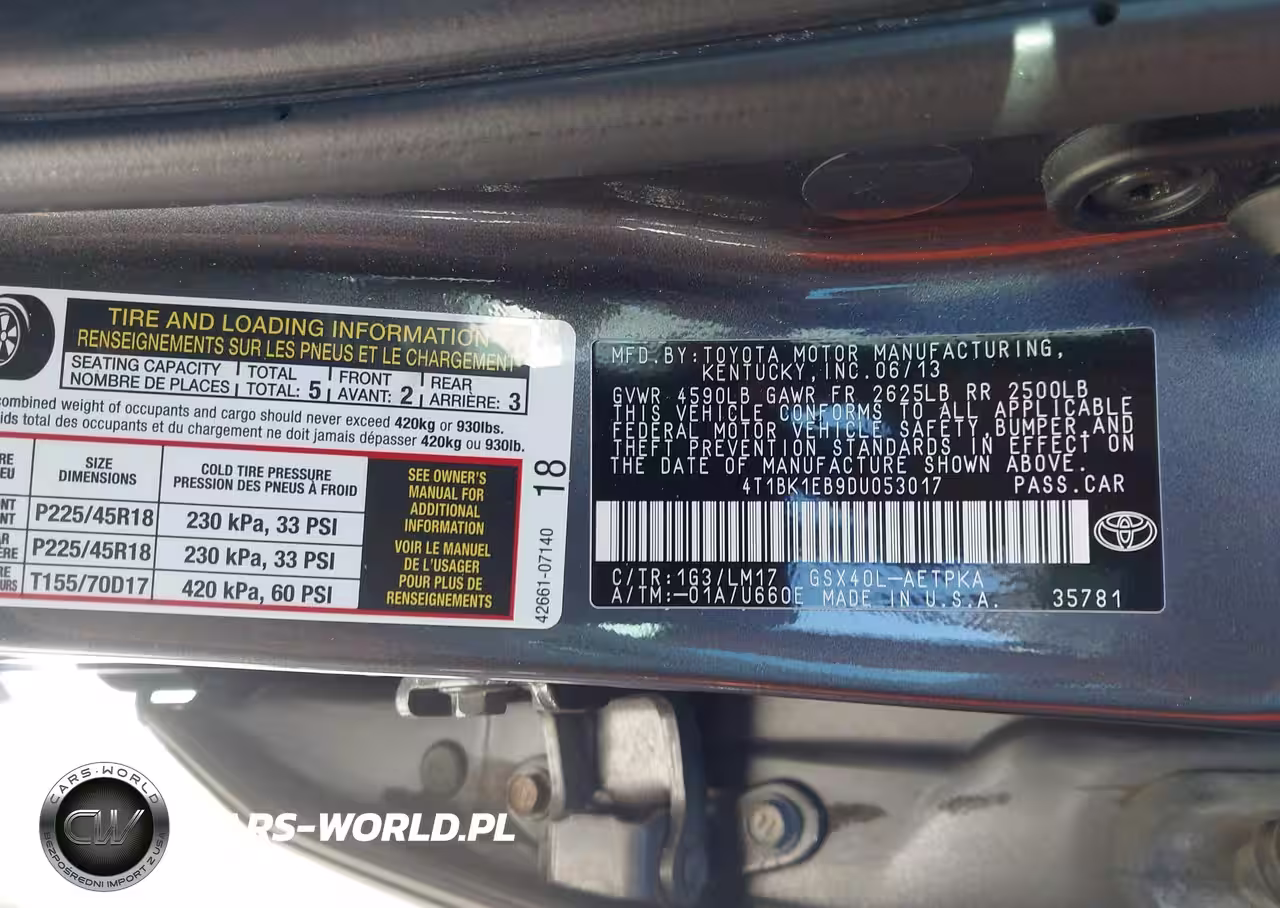 TIRE AND LOADING INFORMATION
RENSEIGNEMENTS SUR LES PNEUS ET LE CHARGEMENT
SEATING CAPACITY TOTAL FRONT REAR
NOMBRE DE PLACES TOTAL: 5 AVANT: 2 ARRIÈRE: 3
combined weight of occupants and cargo should never exceed 420kg or 930lbs.
total des occupants et du chargement ne doit jamais dépasser 420kg ou 930lb.
SIZE COLD TIRE PRESSURE
DIMENSIONS PRESSION DES PNEUS À FROID
P225/45R18 230 kPa, 33 PSI
P225/45R18 230 kPa, 33 PSI
T155/70D17 420 kPa, 60 PSI
SEE OWNER'S
MANUAL FOR
ADDITIONAL
INFORMATION
VOIR LE MANUEL
DE L'USAGER
POUR PLUS DE
RENSEIGNEMENTS
42661-07140 18
MFD.BY:TOYOTA MOTOR MANUFACTURING,
KENTUCKY, INC.06/13
GVWR 4590LB GAWR FR 2625LB RR 2500LB
THIS VEHICLE CONFORMS TO ALL APPLICABLE
FEDERAL MOTOR VEHICLE SAFETY,BUMPER,AND
THEFT PREVENTION STANDARDS IN EFFECT ON
THE DATE OF MANUFACTURE SHOWN ABOVE.
4T1BK1EB9DU053017 PASS.CAR
C/TR:1G3/LM17 GSX40L-AETPKA
A/TM:-01A/U660E MADE IN U.S.A. 35781
CARS-WORLD
CW
BEZPOŚREDNI IMPORT Z USA
CARS-WORLD.PL